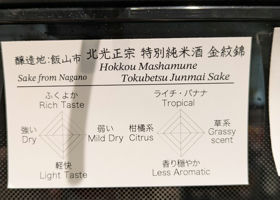 醸造地:飯山市 北光正宗 特別純米酒 金紋錦
Hokkou Mashamune
Sake from Nagano Tokubetsu Junmai Sake
ふくよか
Rich Taste
ライチ・バナナ
Tropical
強い
Dry
弱い
Mild Dry
柑橘系
Citrus
草系
Grassy
scent
軽快
Light Taste
香り穏やか
Less Aromatic